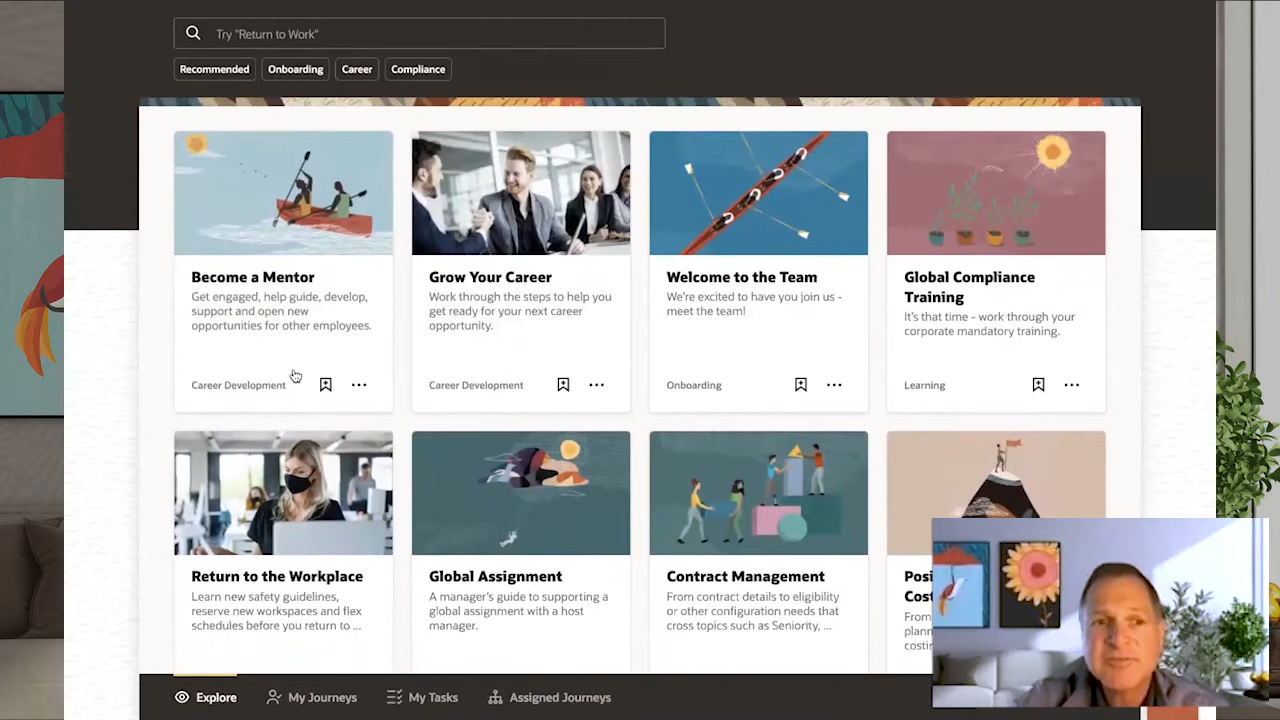 Try "Return to Work"
Recommended
Onboarding
Career
Compliance
Become a Mentor
Get engaged, help guide, develop,
support and open new
opportunities for other employees.
Career Development
Grow Your Career
Work through the steps to help you
get ready for your next career
opportunity.
Career Development
Welcome to the Team
We're excited to have you join us -
meet the team!
Onboarding
Global Compliance
Training
It's that time - work through your
corporate mandatory training.
Learning
Return to the Workplace
Learn new safety guidelines,
reserve new workspaces and flex
schedules before you return to ...
Global Assignment
A manager's guide to supporting a
global assignment with a host
manager.
Contract Management
From contract details to eligibility
or other configuration needs that
cross topics such as Seniority, ...
From
Explore
My Journeys
My Tasks
Assigned Journeys